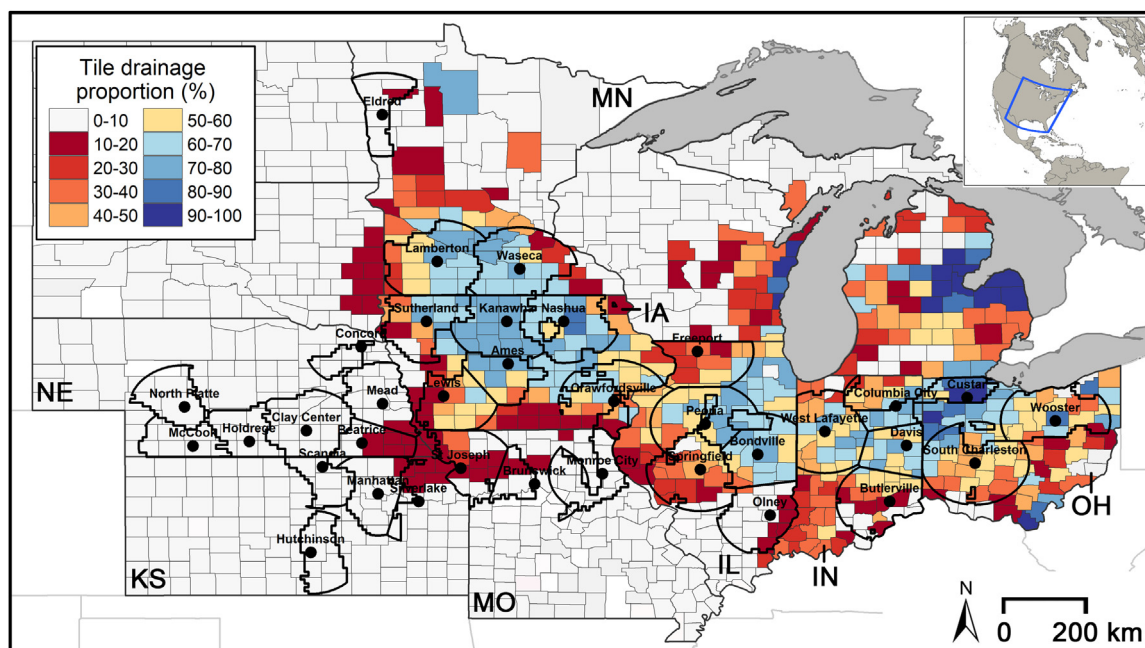 Tile drainage
proportion (%)
0-10
10-20
20-30
30-40
40-50
50-60
60-70
70-80
80-90
90-100
MN
Eldred
Lamberton
Waseca
Sutherland
Kanawha
Nashua
IA
Concord
Ames
Freeport
NE
North Platte
Mead
Lewis
Crawfordsville
Columbia City
Custar
McCook
Holdrege
Clay Center
Beatrice
Peoria
West Lafayette
Wooster
Bondville
Davis
Scandia
St Joseph
Springfield
South Charleston
Manhattan
Silverlake
Brunswick
Monroe City
Olney
Butlerville
OH
Hutchinson
KS
MO
IL
IN
N
0 200 km